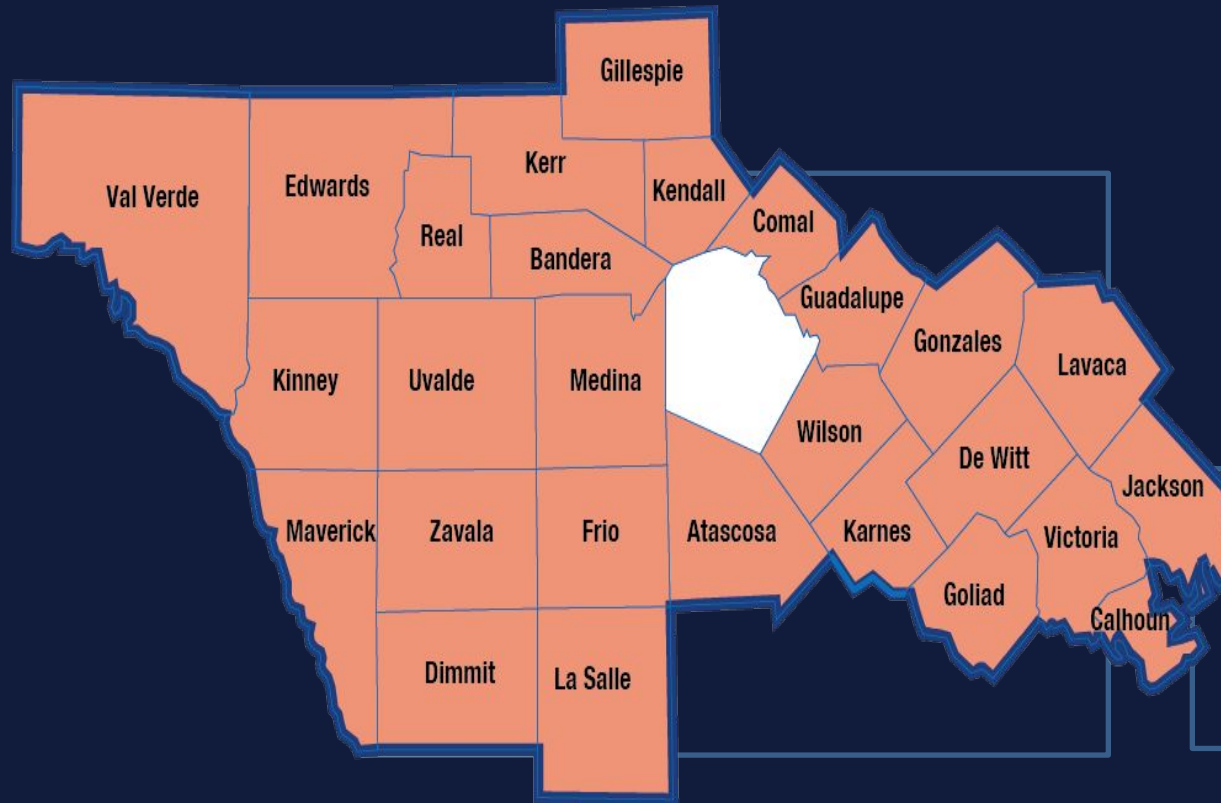 Gillespie
Kerr
Val Verde
Edwards
Kendall
Real
Comal
Bandera
Guadalupe
Gonzales
Lavaca
Kinney
Uvalde
Medina
Wilson
De Witt
Jackson
Maverick
Zavala
Frio
Atascosa
Karnes
Victoria
Goliad
Calhoun
Dimmit
La Salle